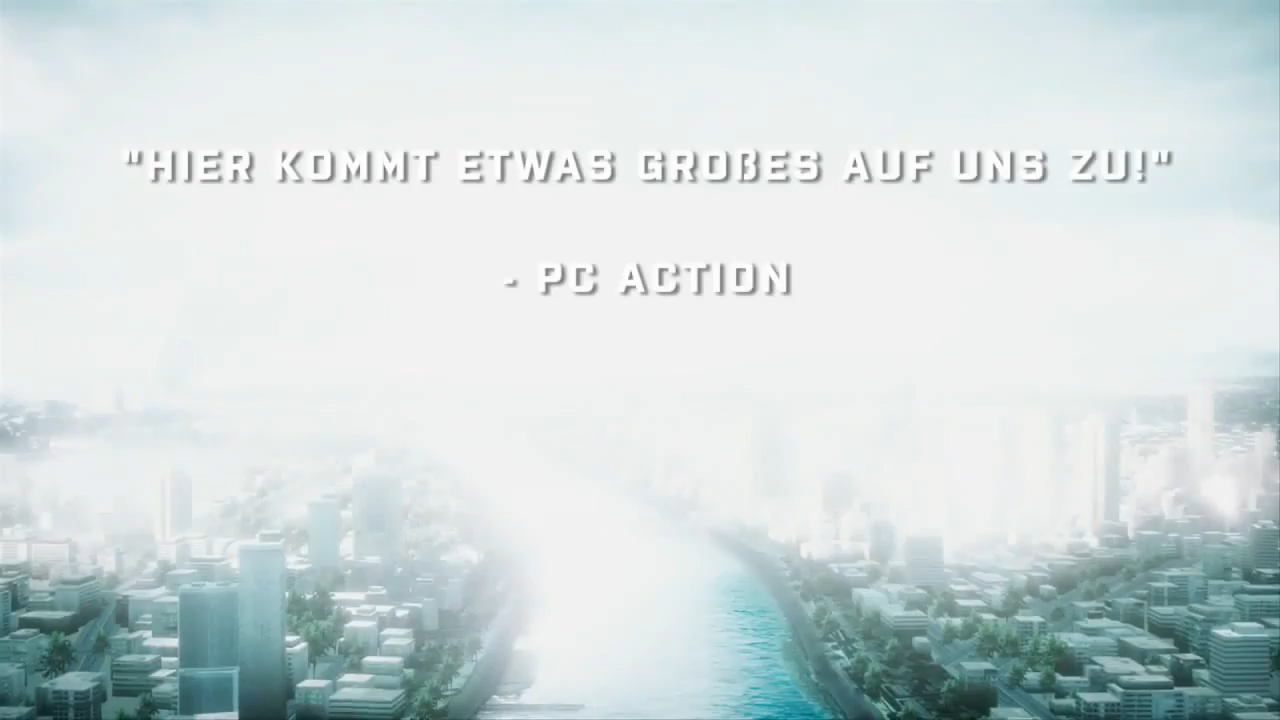 "HIER KOMMT ETWAS GROßES AUF UNS ZU!"
- PC ACTION